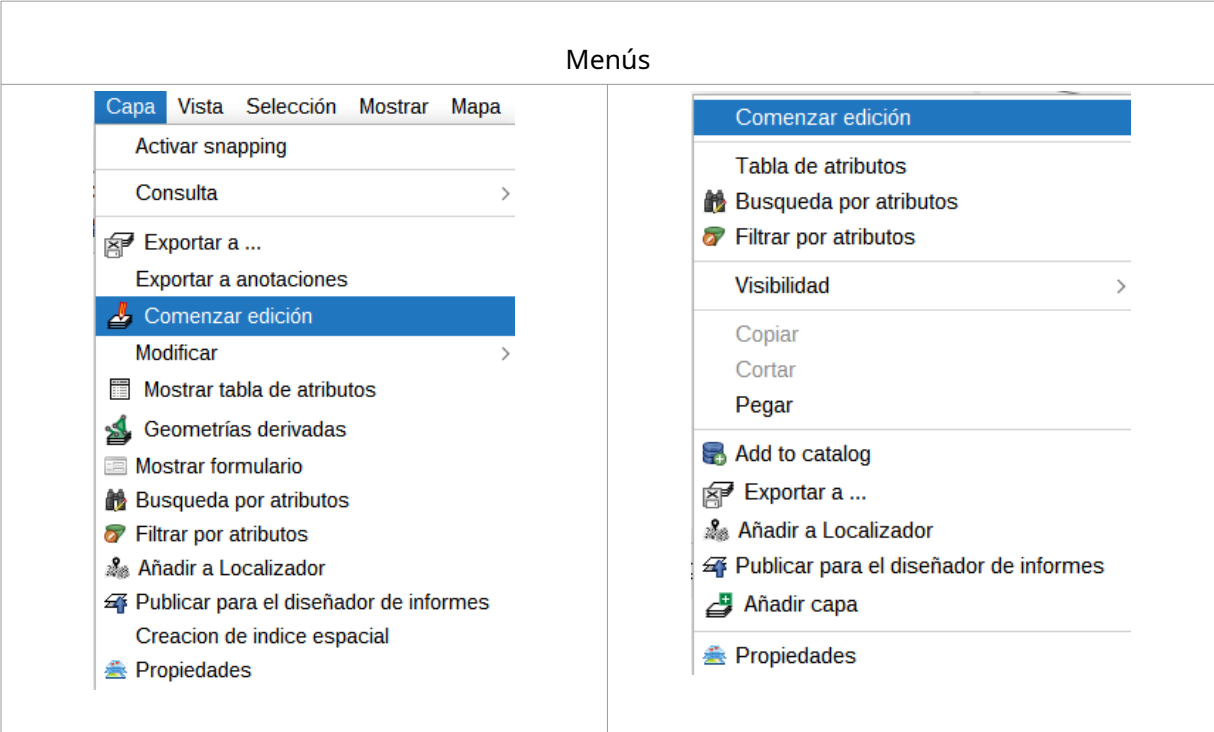 Menús
Capa Vista Selección Mostrar Mapa
Activar snapping
Consulta
Exportar a ...
Exportar a anotaciones
Comenzar edición
Modificar
Mostrar tabla de atributos
Geometrías derivadas
Mostrar formulario
Busqueda por atributos
Filtrar por atributos
Añadir a Localizador
Publicar para el diseñador de informes
Creacion de indice espacial
Propiedades
Comenzar edición
Tabla de atributos
Busqueda por atributos
Filtrar por atributos
Visibilidad
Copiar
Cortar
Pegar
Add to catalog
Exportar a ...
Añadir a Localizador
Publicar para el diseñador de informes
Añadir capa
Propiedades